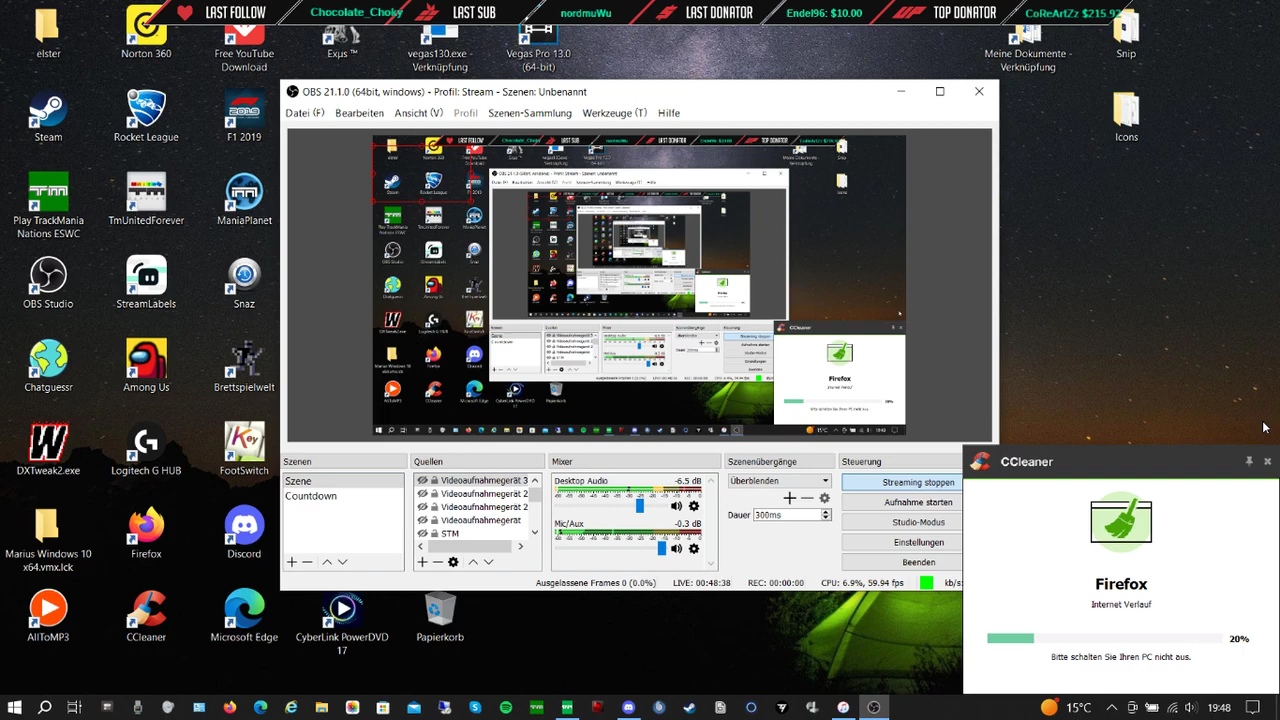 LAST FOLLOW Chocolate_Choky LAST SUB nordmuWu LAST DONATOR Endel96: $10.00 TOP DONATOR CoReArtZz $215.92
elster
Norton 360
Free YouTube
Download
Exus ™
vegas130.exe -
Verknüpfung
Vegas Pro 13.0
(64-bit)
Meine Dokumente -
Verknüpfung
Snip
OBS 21.1.0 (64bit, windows) - Profil: Stream - Szenen: Unbenannt
Datei (F) Bearbeiten Ansicht (V) Profil Szenen-Sammlung Werkzeuge (T) Hilfe
Steam
Rocket League
F1 2019
Icons
Play TrackMania
Nations ESWC
TmUnitedForever
ManiaPlanet
OBS Studio
StreamLabels
Snaz
Among Us
Brettspielwelt
DXTweak2.exe
Logitech G HUB
FootSwitch
Marius Windows 10
x64.vmx.lck
Firefox
Discord
AllToMP3
CCleaner
Microsoft Edge
CyberLink PowerDVD
17
Papierkorb
Szenen
Szene
Countdown
Quellen
Videoaufnahmegerät 3
Videoaufnahmegerät 2
Videoaufnahmegerät 2
Videoaufnahmegerät
STM
Mixer
Desktop Audio -6.5 dB
Mic/Aux -0.3 dB
Szenenübergänge
Überblenden
Dauer 300ms
Steuerung
Streaming stoppen
Aufnahme starten
Studio-Modus
Einstellungen
Beenden
Ausgelassene Frames 0 (0.0%) LIVE: 00:48:38 REC: 00:00:00 CPU: 6.9%, 59.94 fps kb/s:
CCleaner
Firefox
Internet Verlauf
20%
Bitte schalten Sie Ihren PC nicht aus.
15°C 19:48